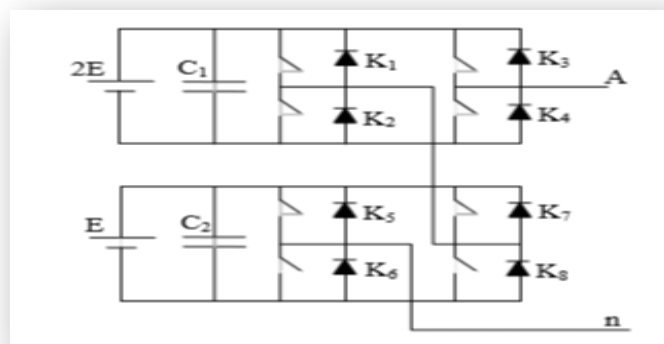 2E C₁ K₁ K₃
A
K₂ K₄
E C₂ K₅ K₇
K₆ K₈
n